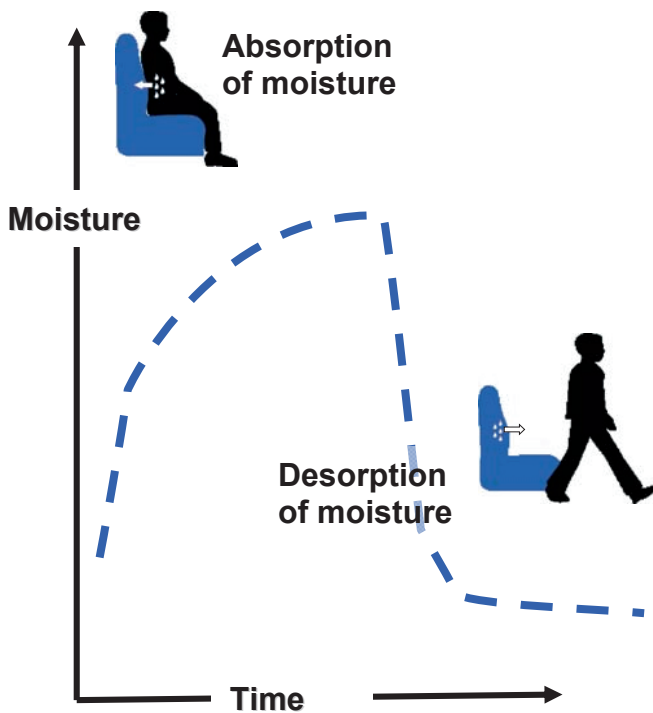 Absorption
of moisture
Moisture
Desorption
of moisture
Time